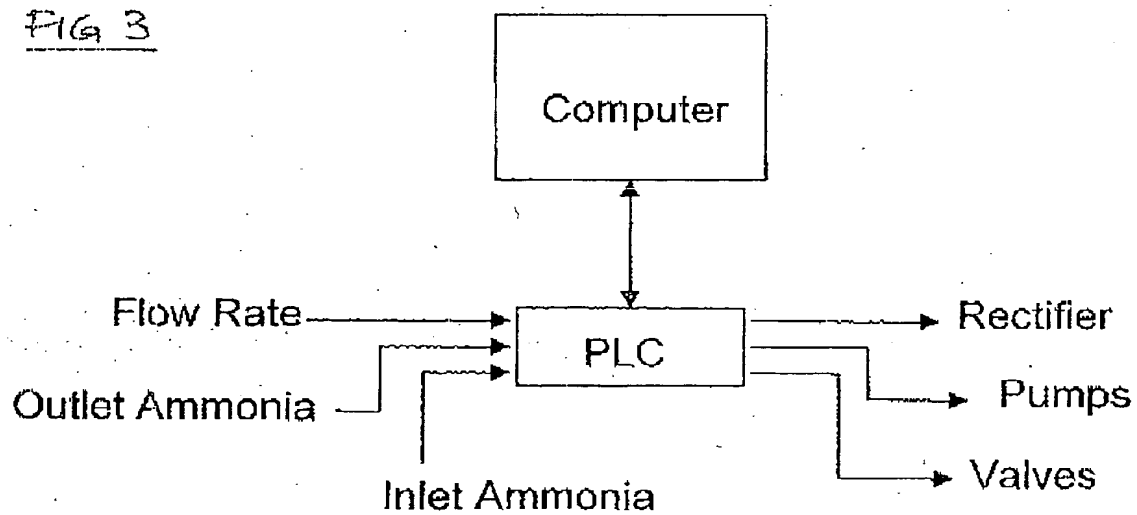 FIG 3
Computer
Flow Rate
PLC
Rectifier
Outlet Ammonia
Pumps
Inlet Ammonia
Valves